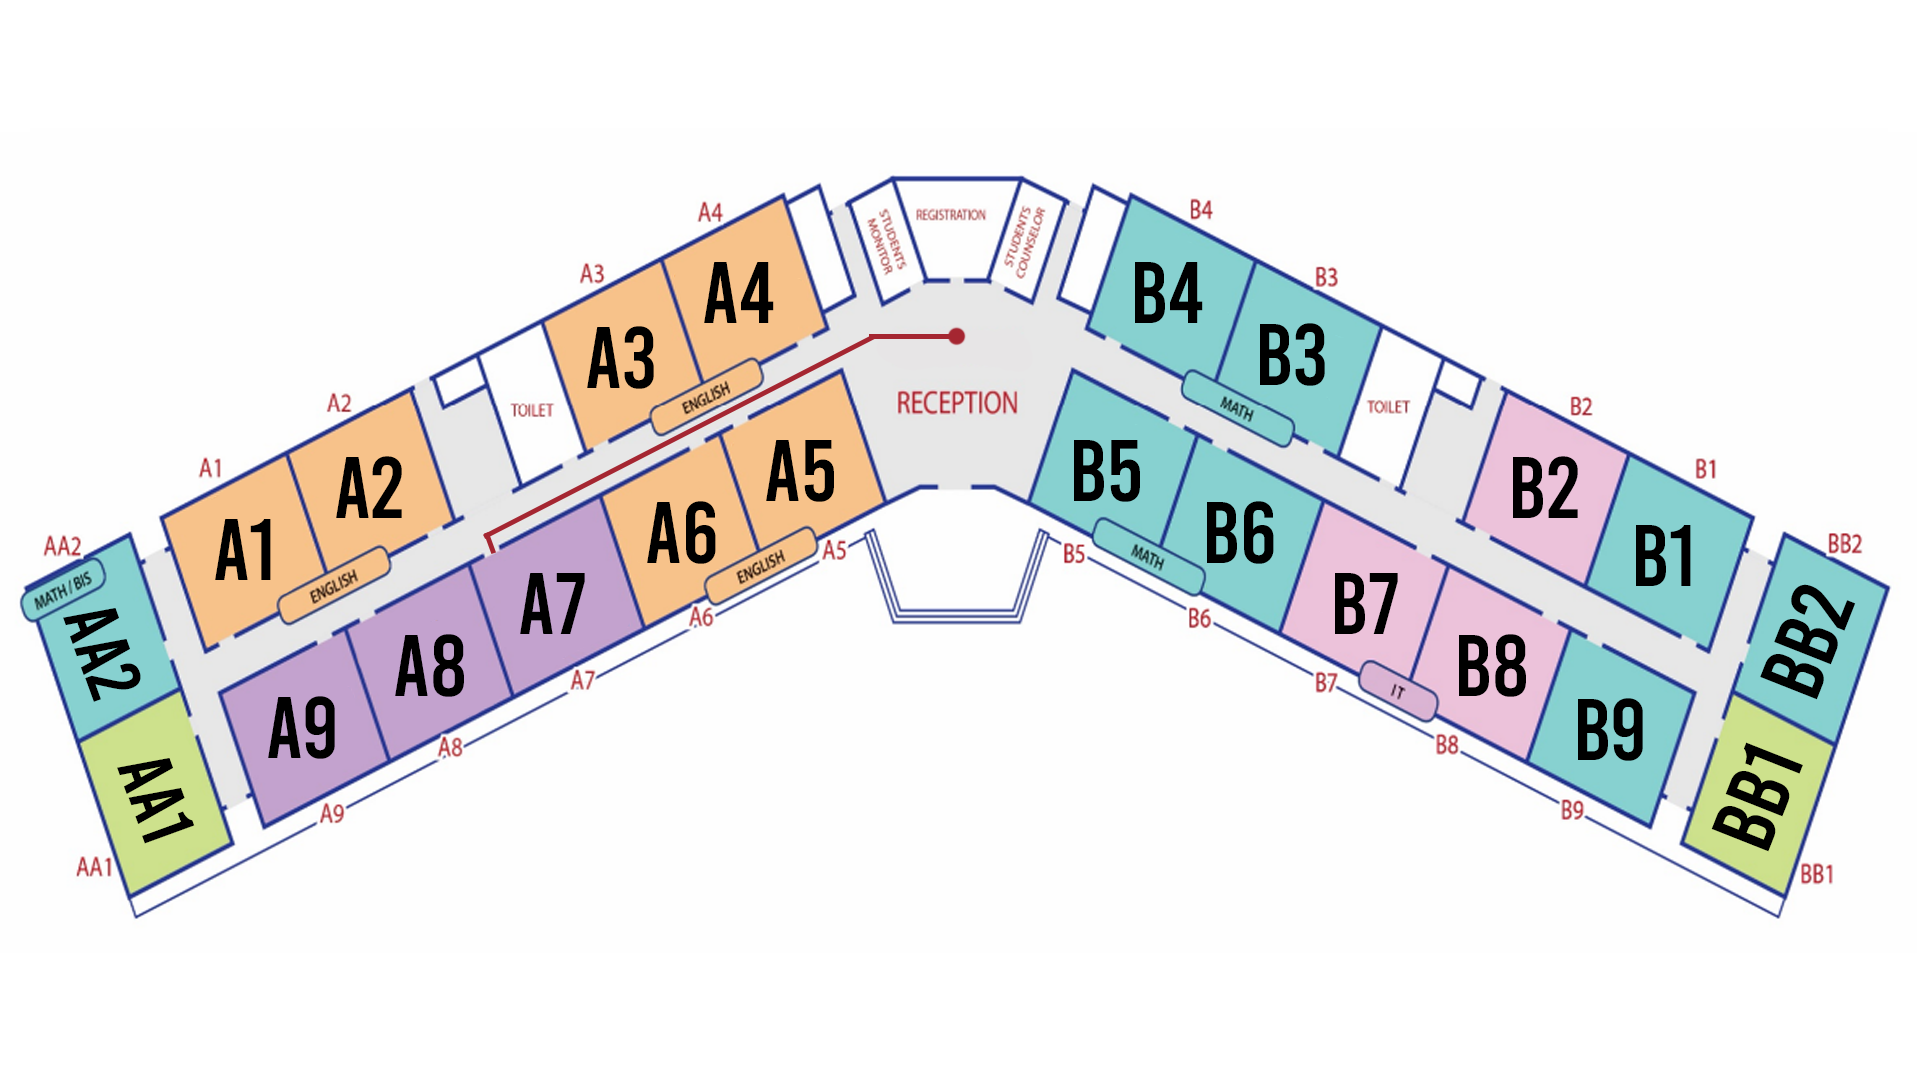 A4
B4
STUDENTS
MONITOR
REGISTRATION
STUDENTS
COUNSELOR
A3
B3
A4
B4
A3
B3
ENGLISH
MATH
A2
TOILET
RECEPTION
TOILET
B2
A1
B1
A2
A5
B5
B2
A1
A6
B6
B1
AA2
ENGLISH
A5
B5
MATH
BB2
MATH / BIS
ENGLISH
A7
B7
A6
B6
AA2
A8
B8
BB2
A7
B7
IT
A9
B9
A8
B8
AA1
BB1
A9
B9
AA1
BB1